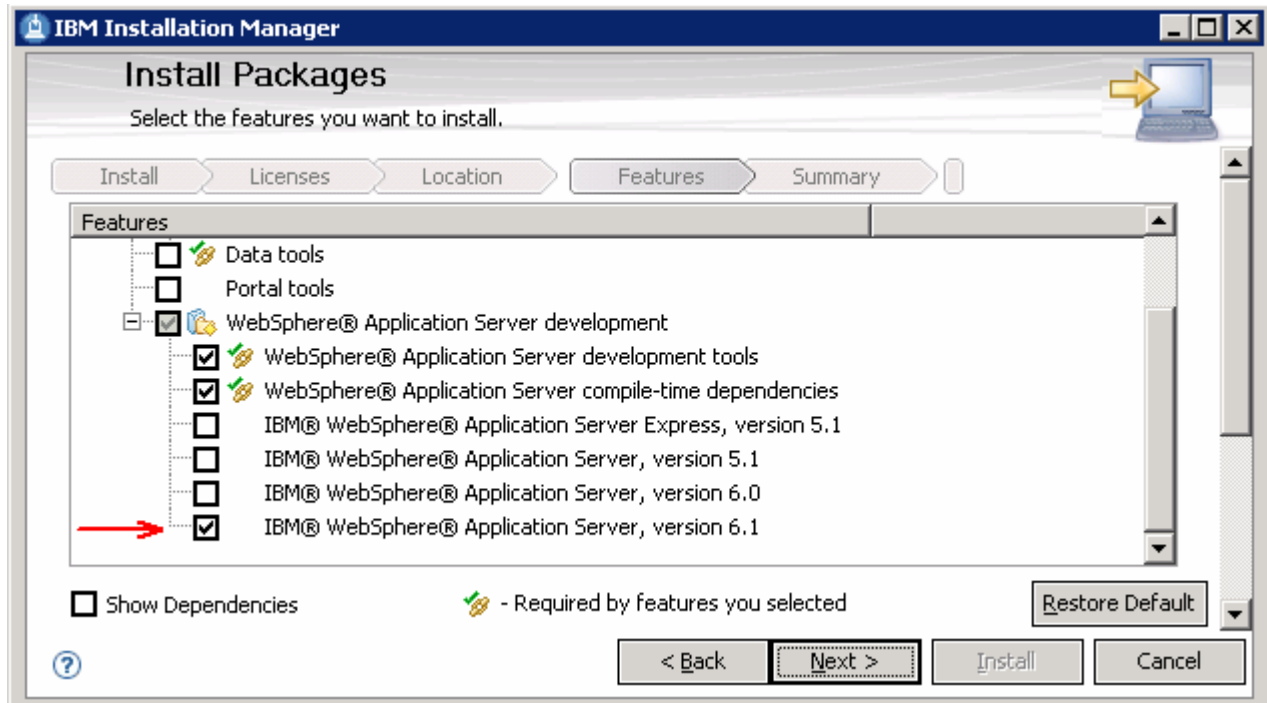 IBM Installation Manager
Install Packages
Select the features you want to install.
Install Licenses Location Features Summary
Features
Data tools
Portal tools
WebSphere® Application Server development
WebSphere® Application Server development tools
WebSphere® Application Server compile-time dependencies
IBM® WebSphere® Application Server Express, version 5.1
IBM® WebSphere® Application Server, version 5.1
IBM® WebSphere® Application Server, version 6.0
IBM® WebSphere® Application Server, version 6.1
Show Dependencies - Required by features you selected Restore Default
? < Back Next > Install Cancel